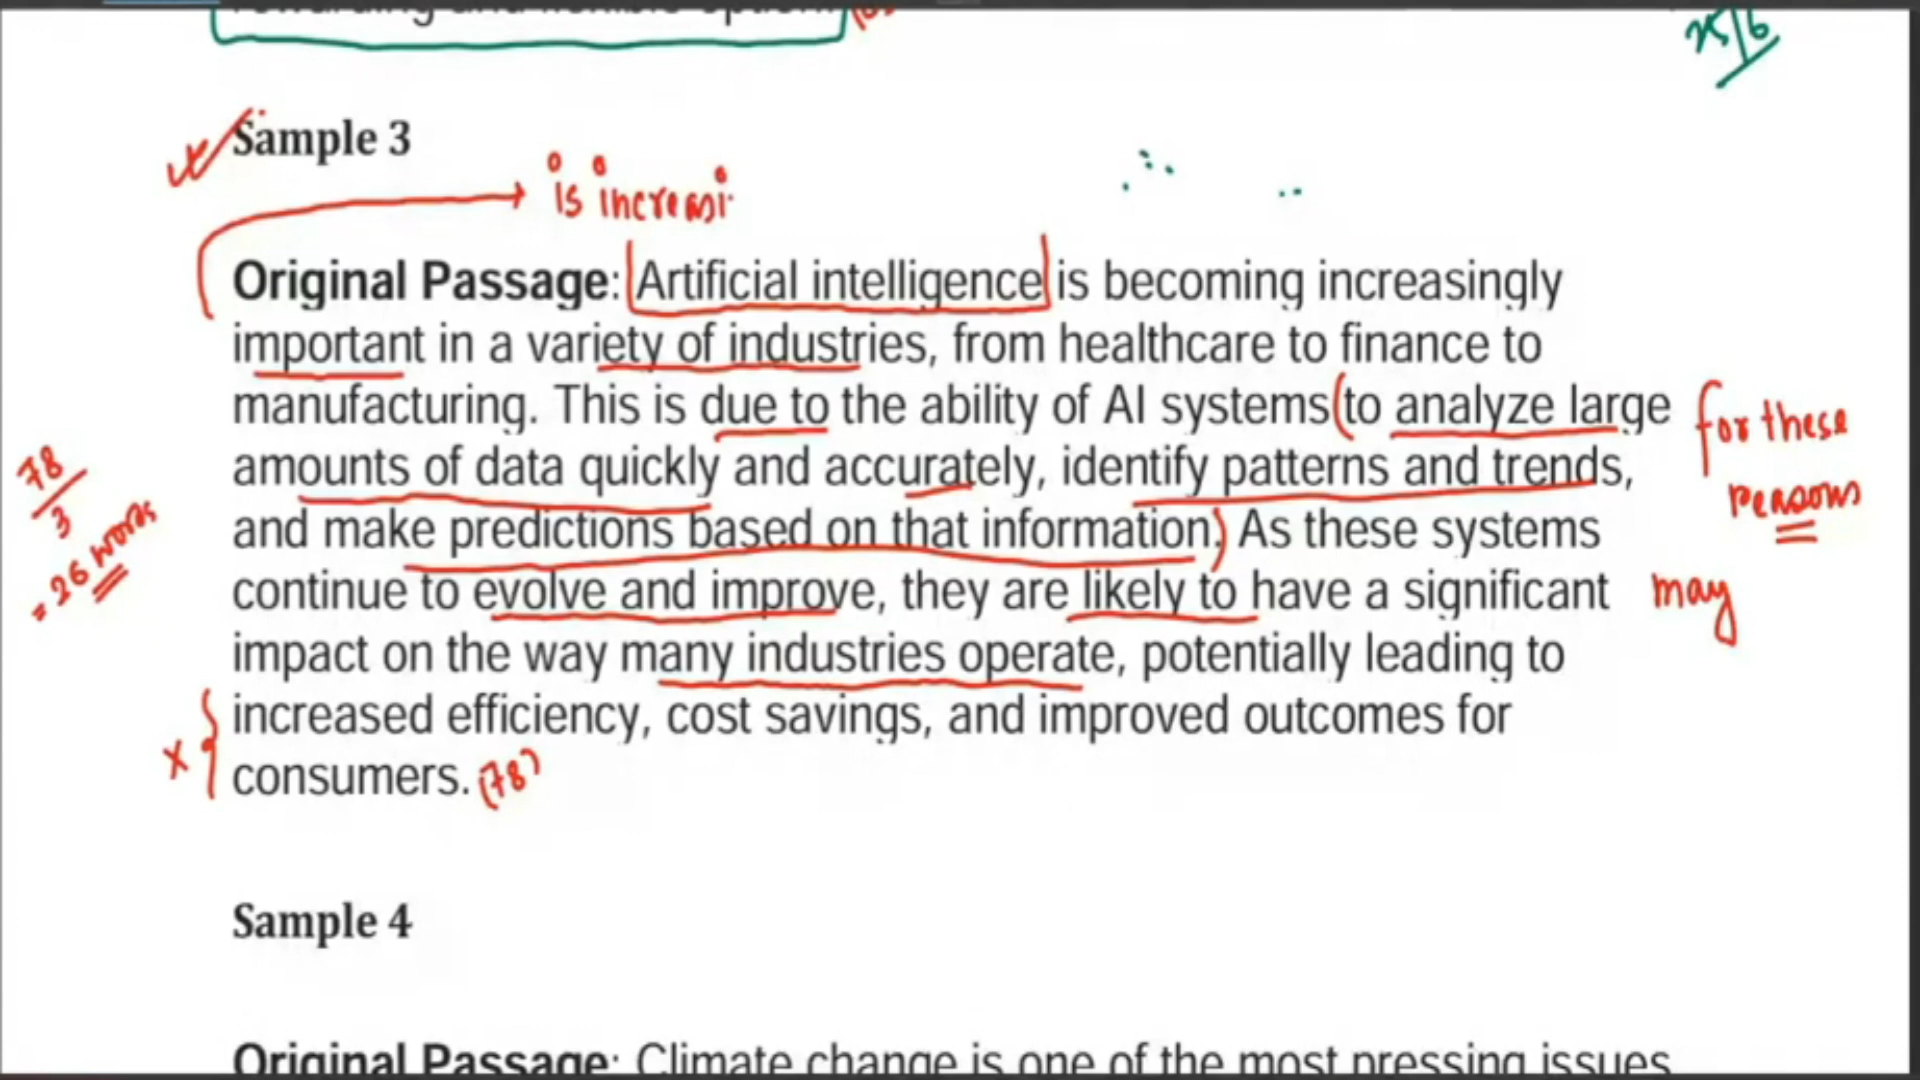 rewarding and flexible option.
x/6
Sample 3
is increasi
Original Passage: Artificial intelligence is becoming increasingly
important in a variety of industries, from healthcare to finance to
manufacturing. This is due to the ability of AI systems (to analyze large
for these
amounts of data quickly and accurately, identify patterns and trends,
reasons
78/3
and make predictions based on that information.) As these systems
= 26 words
continue to evolve and improve, they are likely to have a significant
may
impact on the way many industries operate, potentially leading to
increased efficiency, cost savings, and improved outcomes for
x
consumers. (78)
Sample 4
Original Passage: Climate change is one of the most pressing issues